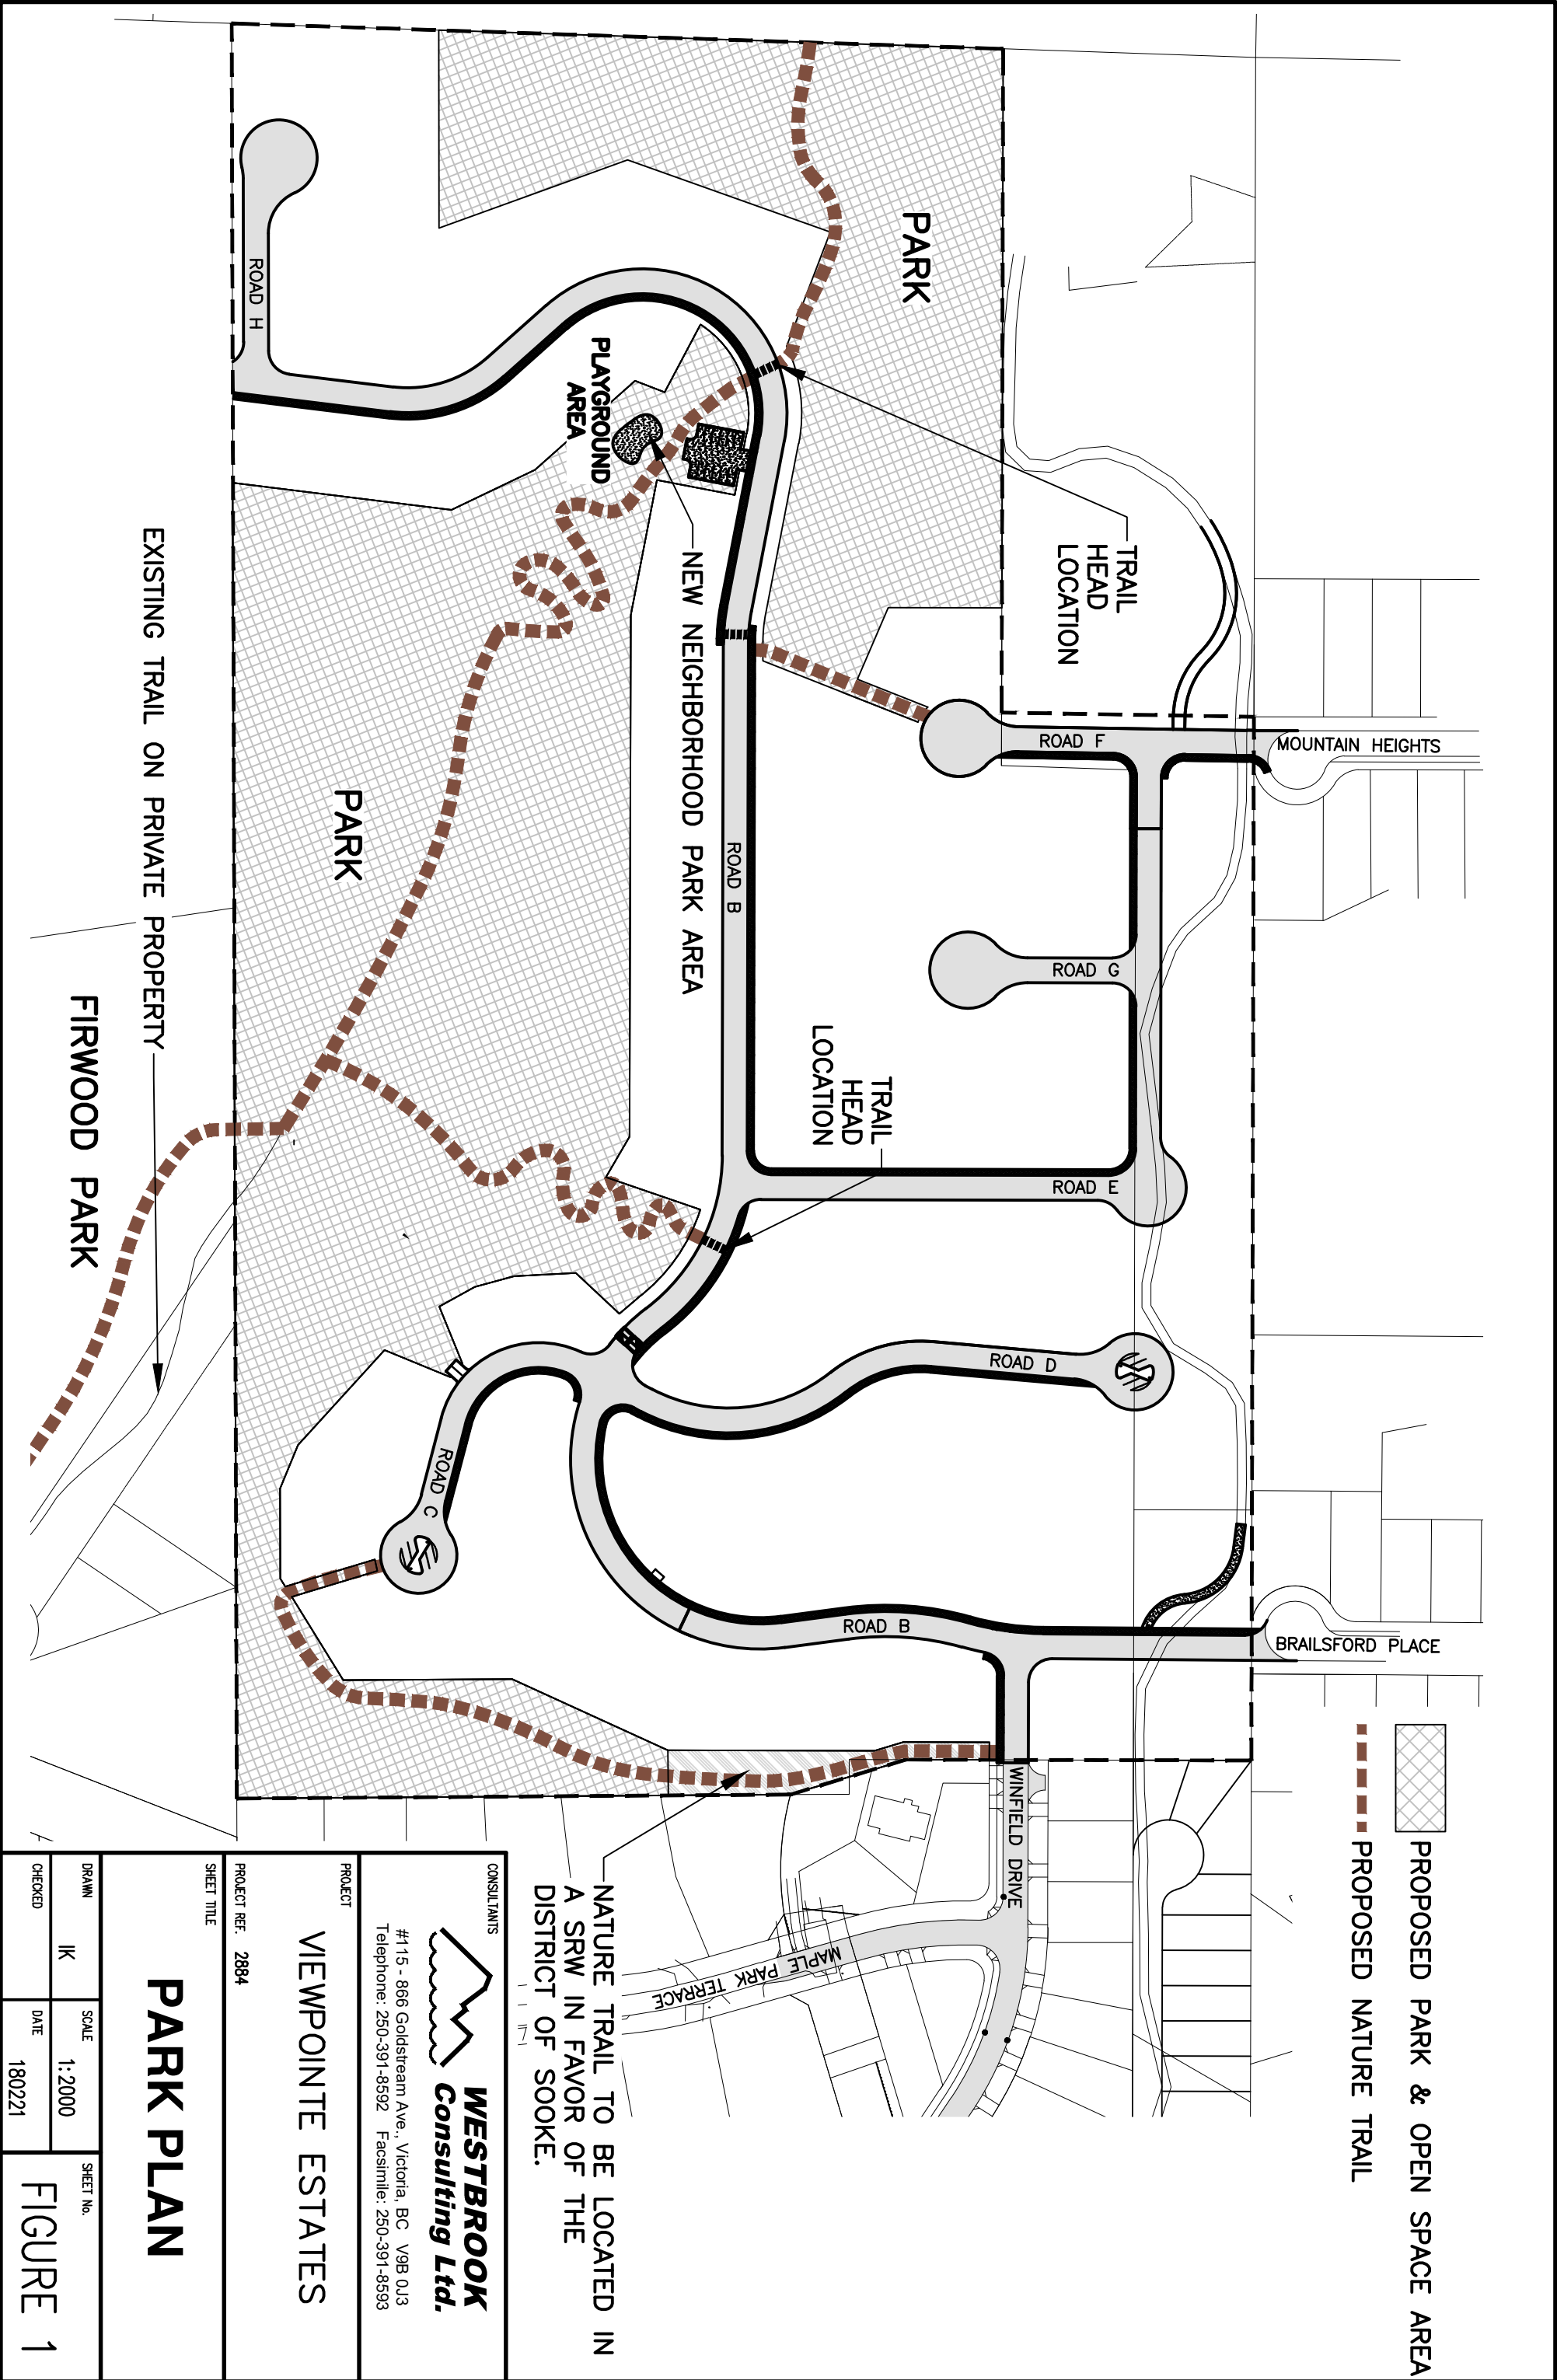 PROPOSED PARK & OPEN SPACE AREA
PROPOSED NATURE TRAIL
MOUNTAIN HEIGHTS
BRAILSFORD PLACE
TRAIL
HEAD
LOCATION
PARK
ROAD F
ROAD G
ROAD E
ROAD D
WINFIELD DRIVE
TRAIL
HEAD
LOCATION
ROAD B
MAPLE PARK TERRACE
ROAD B
NEW NEIGHBORHOOD PARK AREA
PLAYGROUND
AREA
NATURE TRAIL TO BE LOCATED IN
A SRW IN FAVOR OF THE
DISTRICT OF SOOKE.
ROAD C
PARK
ROAD H
EXISTING TRAIL ON PRIVATE PROPERTY
FIRWOOD PARK
CONSULTANTS
WESTBROOK
Consulting Ltd.
#115 - 866 Goldstream Ave., Victoria, BC V9B 0J3
Telephone: 250-391-8592 Facsimile: 250-391-8593
PROJECT
VIEWPOINTE ESTATES
PROJECT REF. 2884
SHEET TITLE
PARK PLAN
DRAWN IK
SCALE 1:2000
SHEET No.
FIGURE 1
CHECKED
DATE 180221